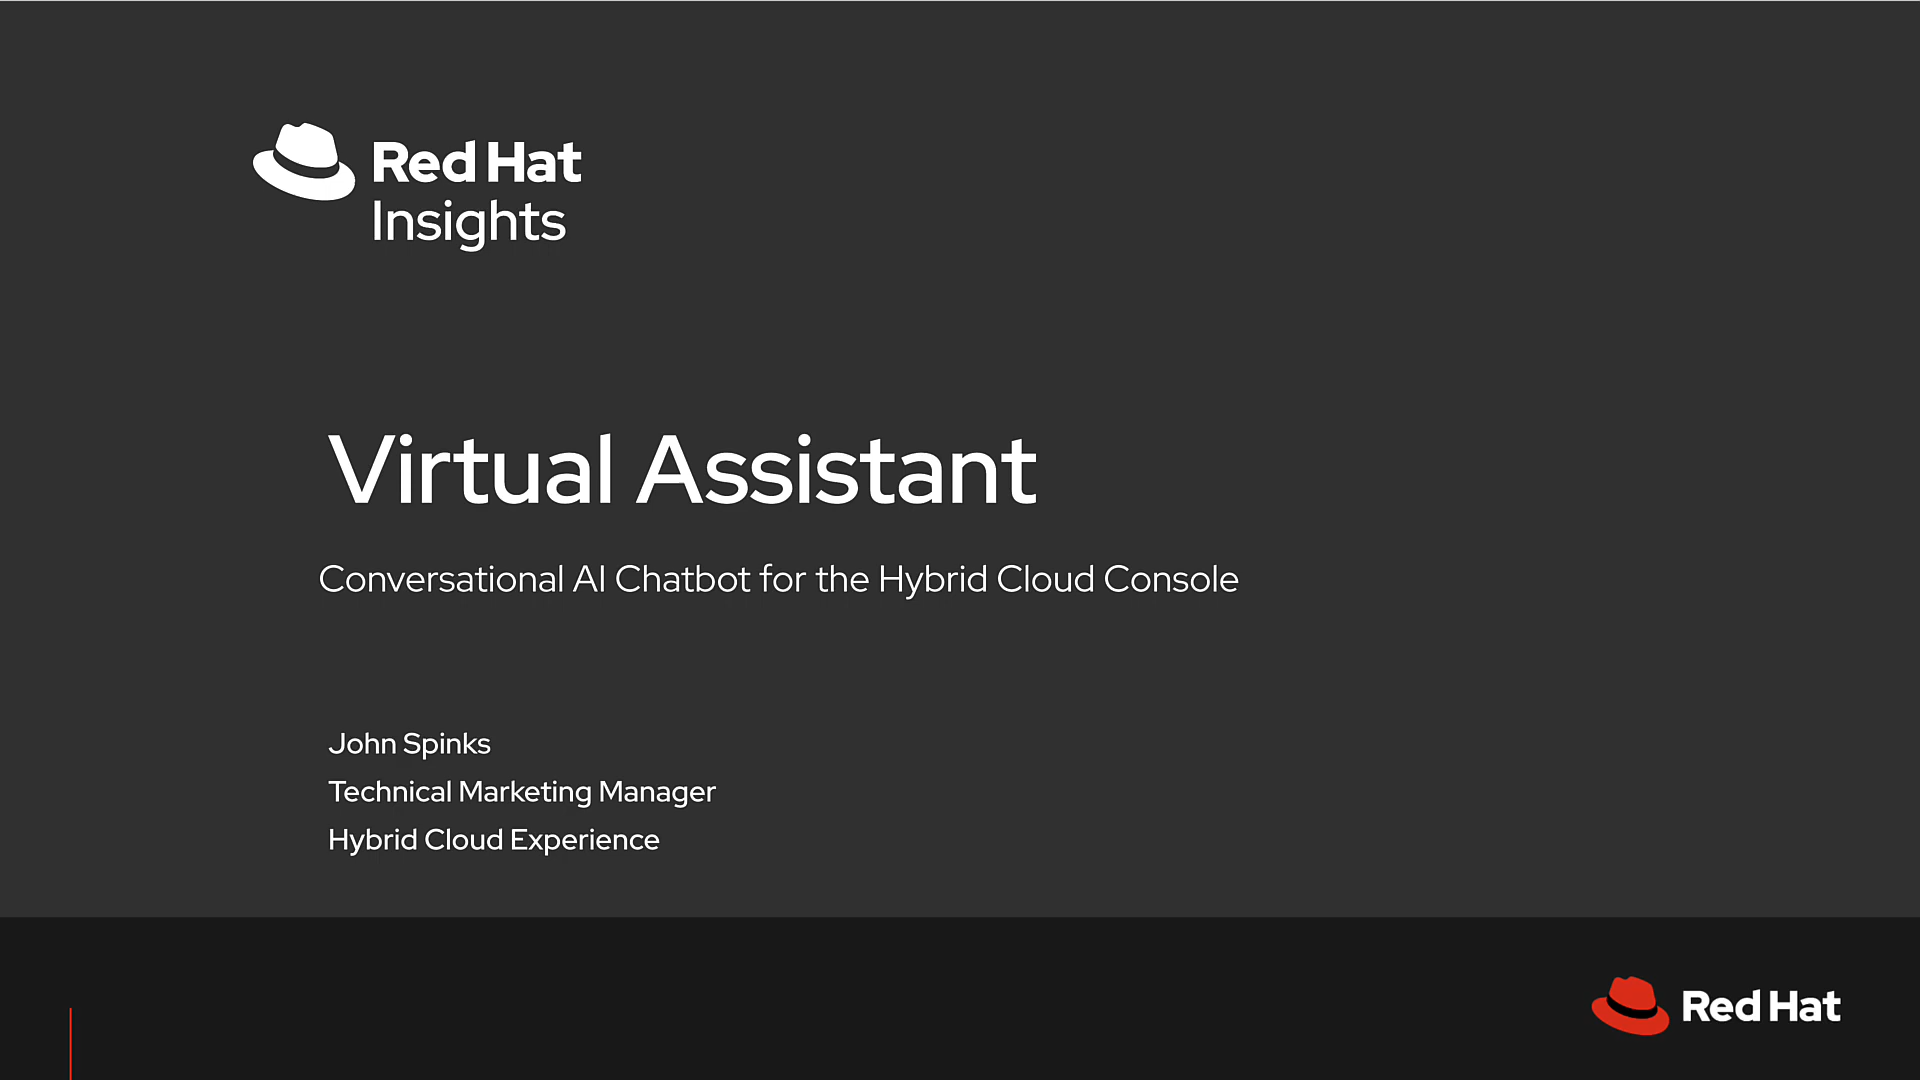 Red Hat
Insights
Virtual Assistant
Conversational AI Chatbot for the Hybrid Cloud Console
John Spinks
Technical Marketing Manager
Hybrid Cloud Experience
Red Hat